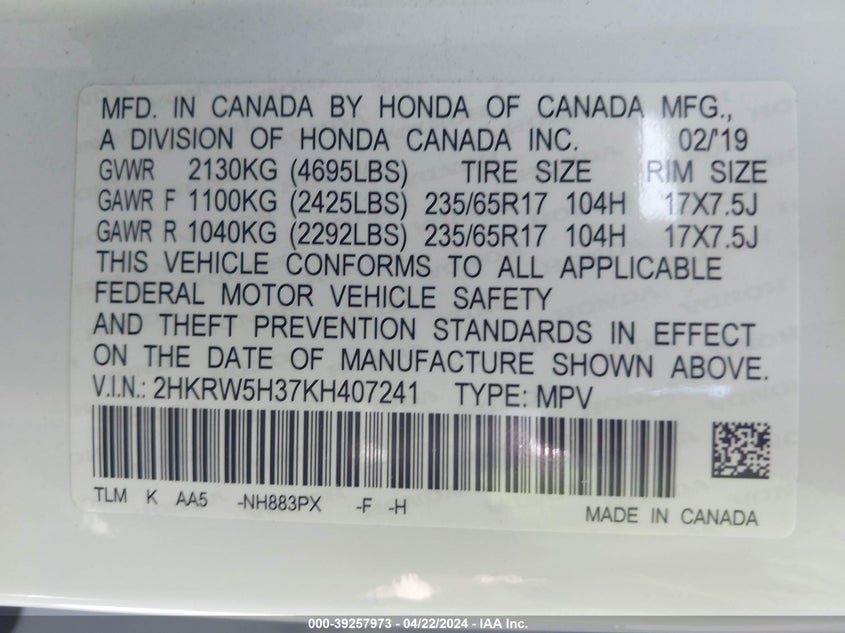 MFD. IN CANADA BY HONDA OF CANADA MFG.,
A DIVISION OF HONDA CANADA INC. 02/'19
GVWR 2130KG (4695LBS) TIRE SIZE RIM SIZE
GAWR F 1100KG (2425LBS) 235/65R17 104H 17X7.5J
GAWR R 1040KG (2292LBS) 235/65R17 104H 17X7.5J
THIS VEHICLE CONFORMS TO ALL APPLICABLE
FEDERAL MOTOR VEHICLE SAFETY
AND THEFT PREVENTION STANDARDS IN EFFECT
ON THE DATE OF MANUFACTURE SHOWN ABOVE.
V.I.N.: 2HKRW5H37KH407241 TYPE: MPV
TLM K AA5 -NH883PX -F -H
MADE IN CANADA
000-39257973 - 04/22/2024 - IAA Inc.